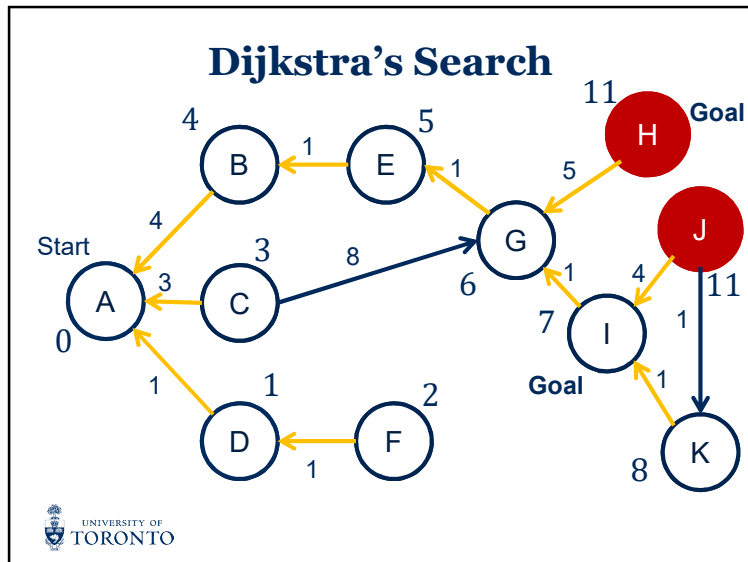 Dijkstra's Search
11
Goal
H
4
B
1
E
5
1
5
J
4
Start
3
8
G
A
3
C
6
1
4
11
0
7
I
1
Goal
1
1
1
D
2
F
1
8
K
UNIVERSITY OF
TORONTO